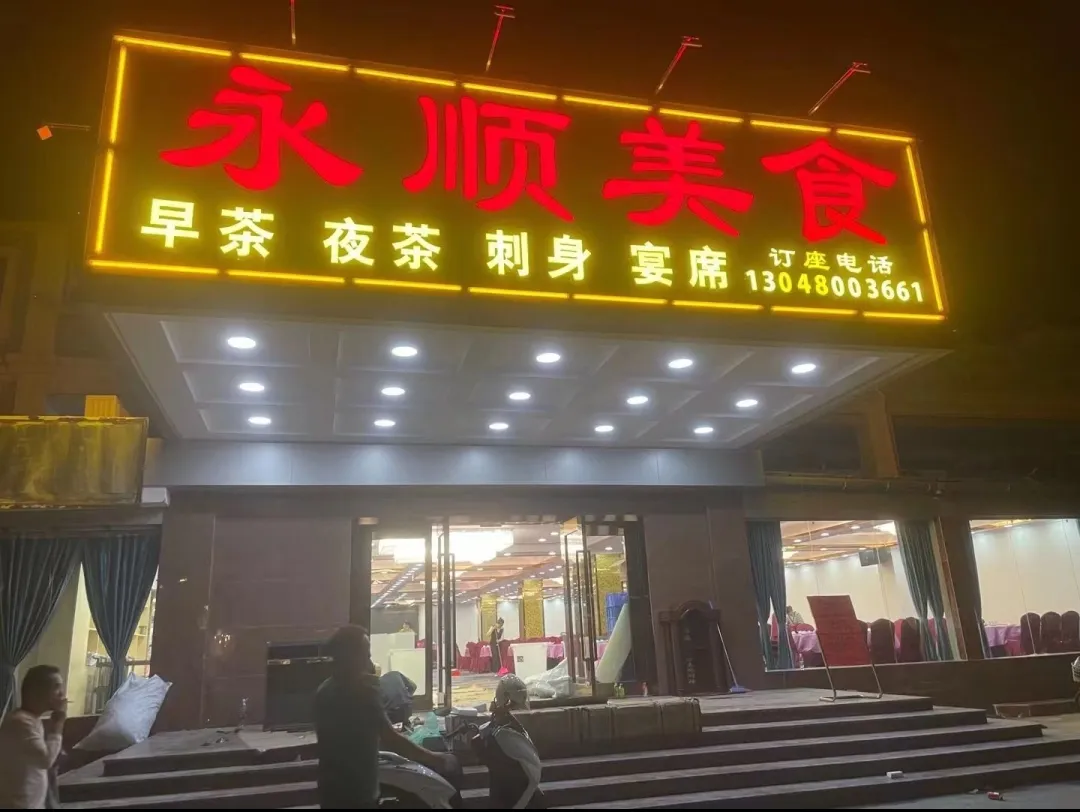 永顺美食
早茶 夜茶 刺身 宴席 订座电话
13048003661